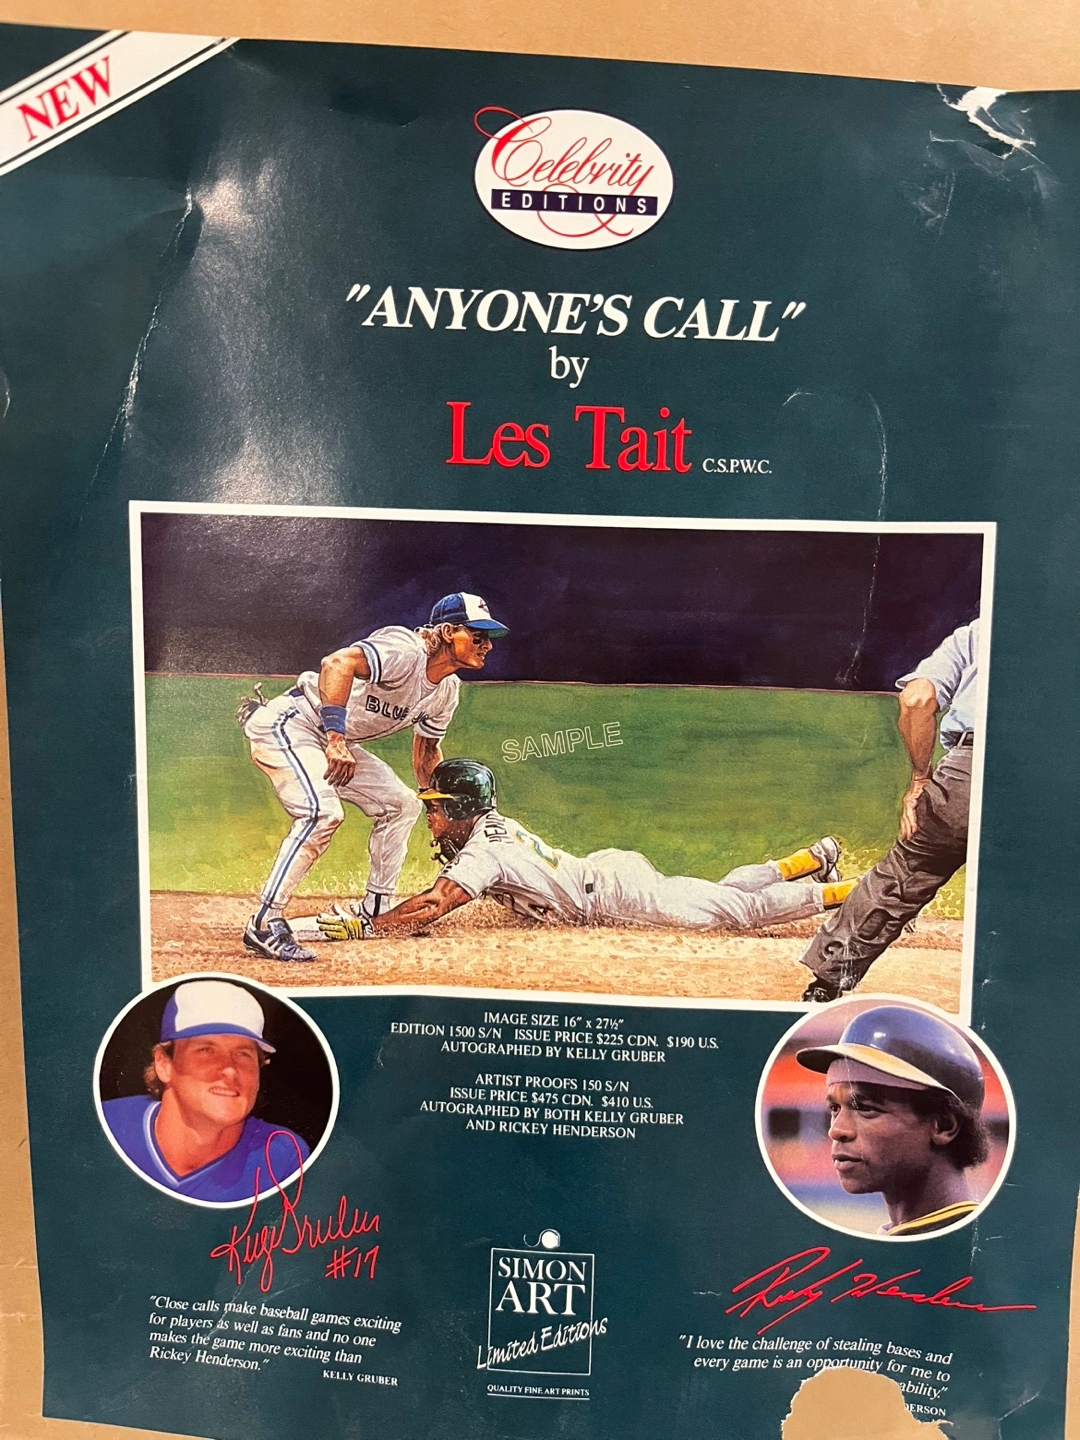 NEW
Celebrity
EDITIONS
"ANYONE'S CALL"
by
Les Tait C.S.P.W.C.
BLUE
SAMPLE
2
4
IMAGE SIZE 16" x 27½"
EDITION 1500 S/N ISSUE PRICE $225 CDN. $190 U.S.
AUTOGRAPHED BY KELLY GRUBER
ARTIST PROOFS 150 S/N
ISSUE PRICE $475 CDN. $410 U.S.
AUTOGRAPHED BY BOTH KELLY GRUBER
AND RICKEY HENDERSON
#17
"Close calls make baseball games exciting
for players as well as fans and no one
makes the game more exciting than
Rickey Henderson."
KELLY GRUBER
SIMON
ART
Limited Editions
QUALITY FINE ART PRINTS
"I love the challenge of stealing bases and
every game is an opportunity for me to
ability."